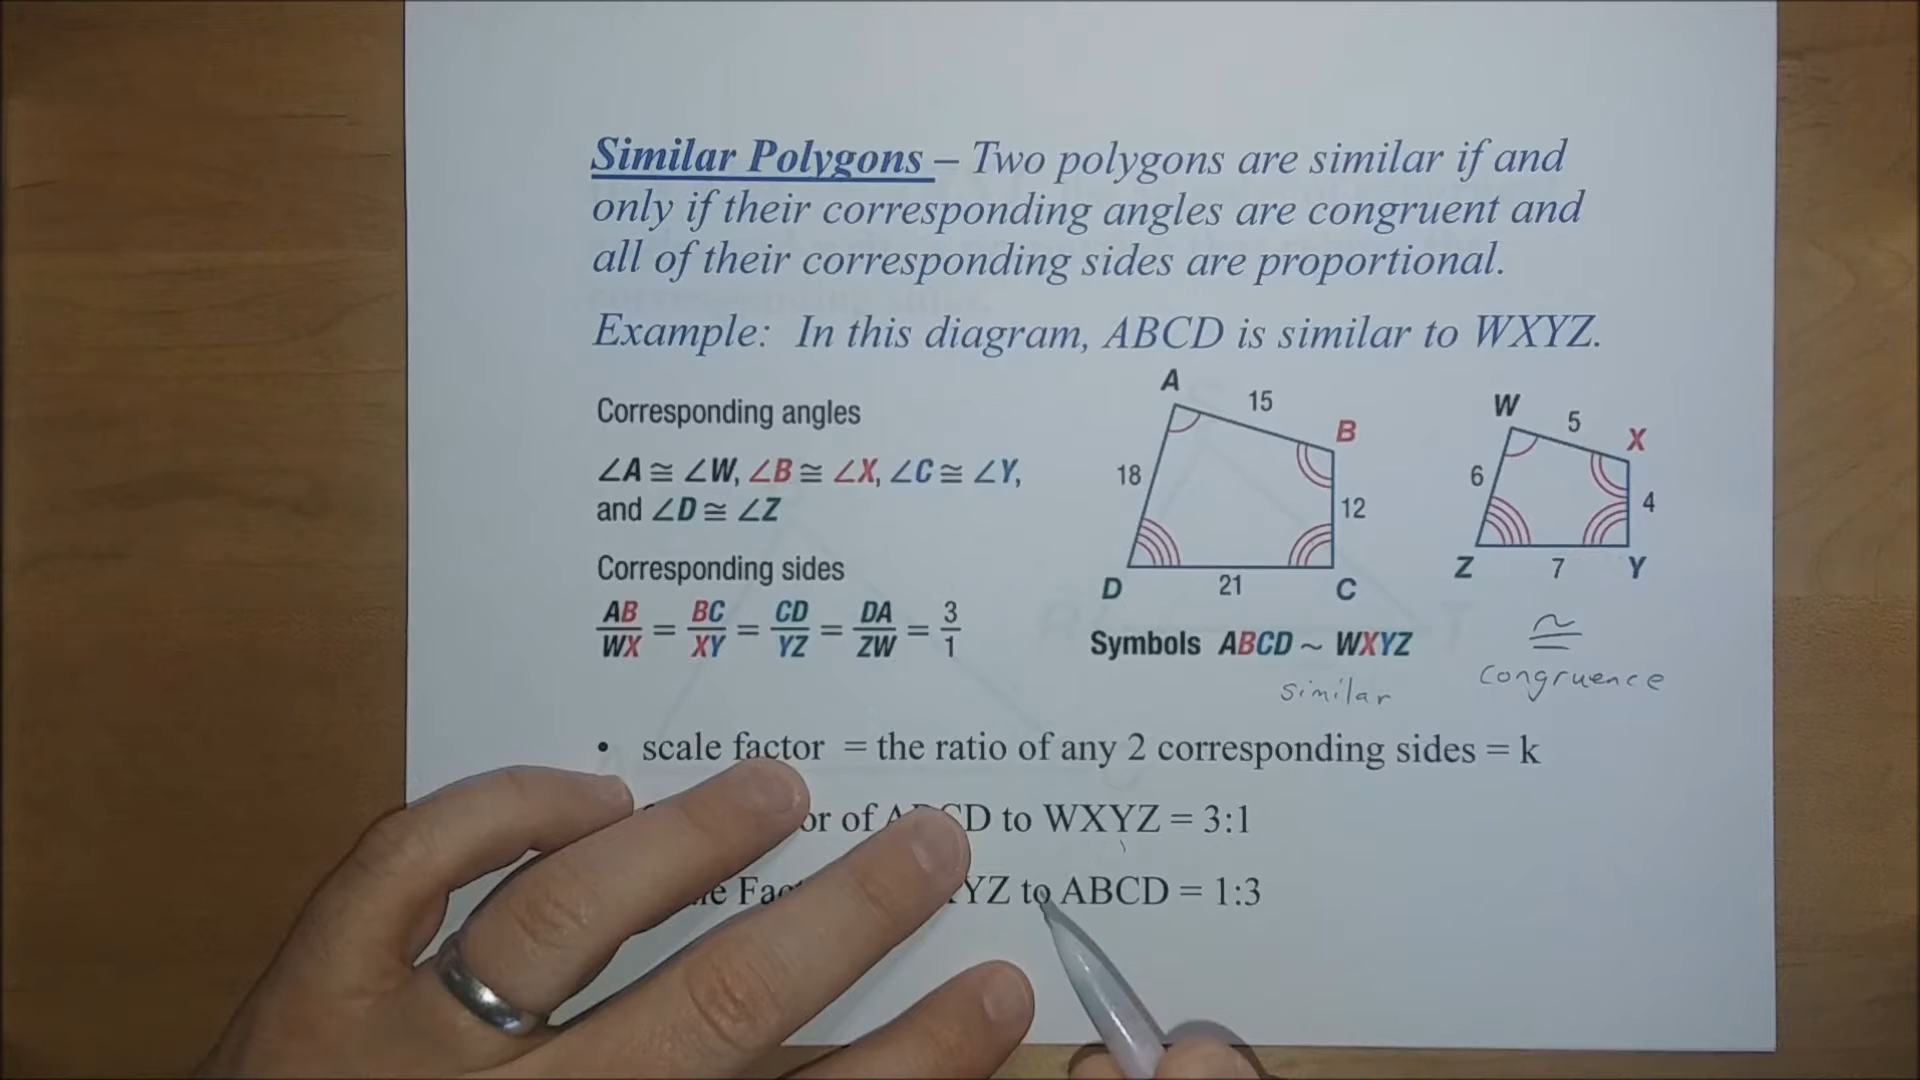 Similar Polygons – Two polygons are similar if and
only if their corresponding angles are congruent and
all of their corresponding sides are proportional.
Example: In this diagram, ABCD is similar to WXYZ.
Corresponding angles
∠A ≅ ∠W, ∠B ≅ ∠X, ∠C ≅ ∠Y,
and ∠D ≅ ∠Z
Corresponding sides
AB/WX = BC/XY = CD/YZ = DA/ZW = 3/1
A
15
B
18
12
D
21
C
W
5
X
6
4
Z
7
Y
Symbols ABCD ~ WXYZ
similar
≅
congruence
• scale factor = the ratio of any 2 corresponding sides = k
of to WXYZ = 3:1
to ABCD = 1:3